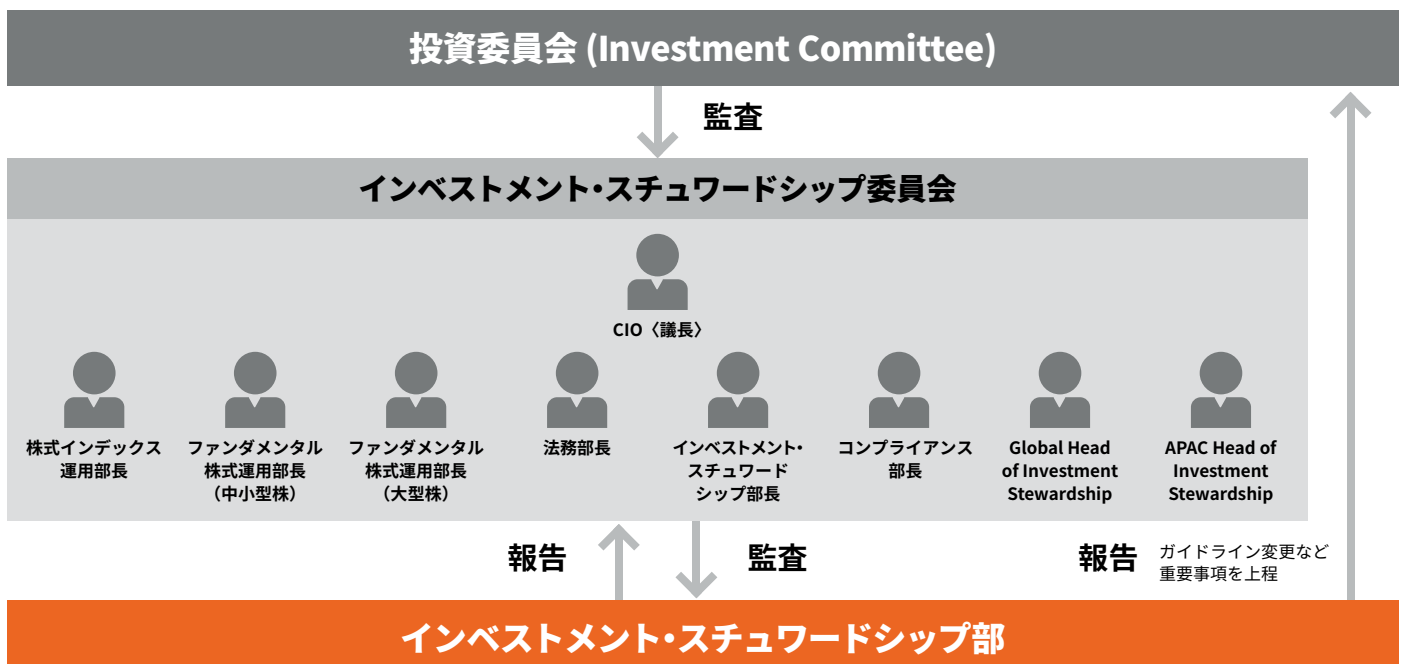 投資委員会 (Investment Committee)
監査
インベストメント・スチュワードシップ委員会
CIO〈議長〉
株式インデックス
運用部長
ファンダメンタル
株式運用部長
（中小型株）
ファンダメンタル
株式運用部長
（大型株）
法務部長
インベストメント・
スチュワード
シップ部長
コンプライアンス
部長
Global Head
of Investment
Stewardship
APAC Head of
Investment
Stewardship
報告
監査
報告
ガイドライン変更など
重要事項を上程
インベストメント・スチュワードシップ部